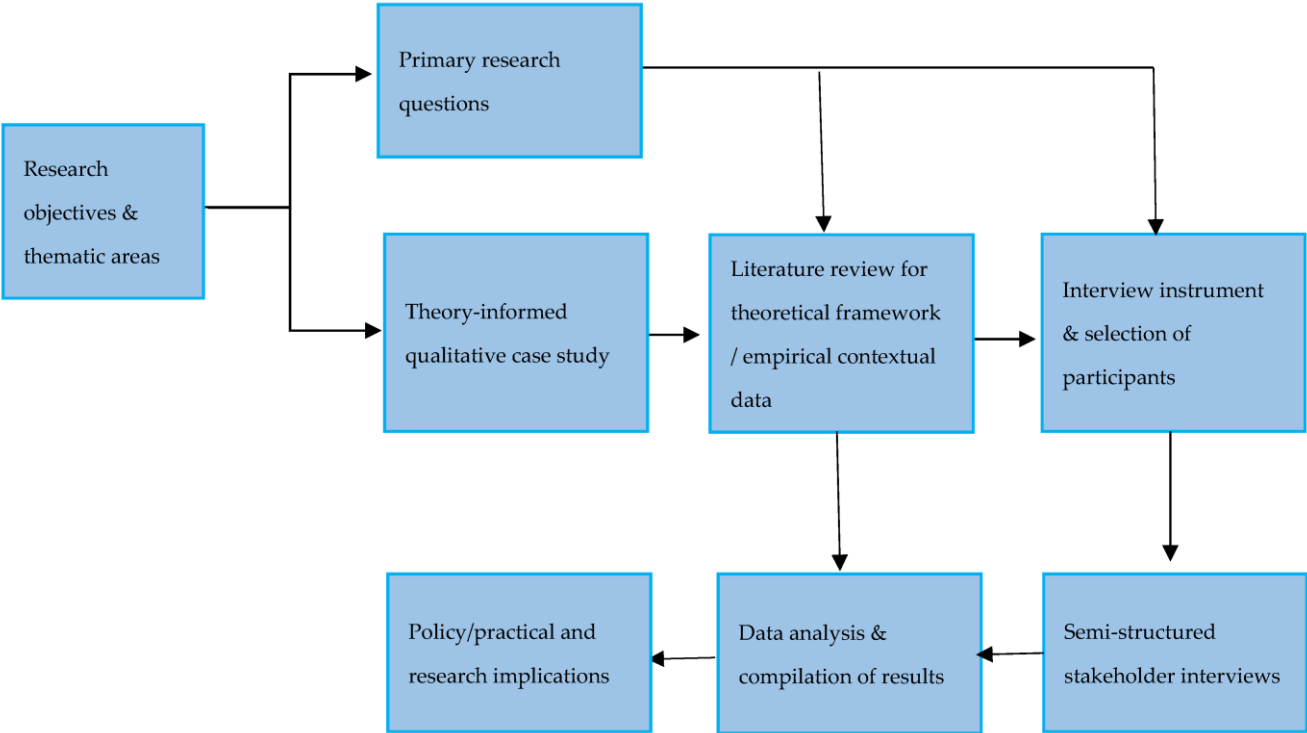 Primary research
questions
Research
objectives &
thematic areas
Theory-informed
qualitative case study
Literature review for
theoretical framework
/ empirical contextual
data
Interview instrument
& selection of
participants
Policy/practical and
research implications
Data analysis &
compilation of results
Semi-structured
stakeholder interviews